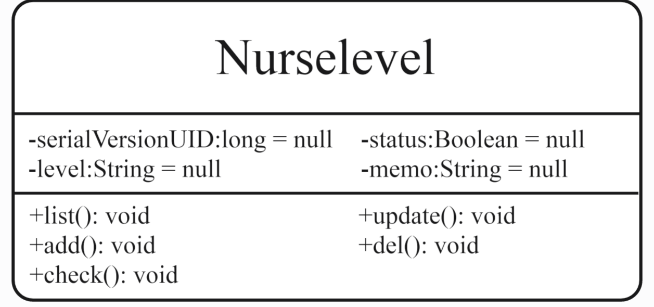 Nurselevel
-serialVersionUID:long = null -status:Boolean = null
-level:String = null -memo:String = null
+list(): void +update(): void
+add(): void +del(): void
+check(): void